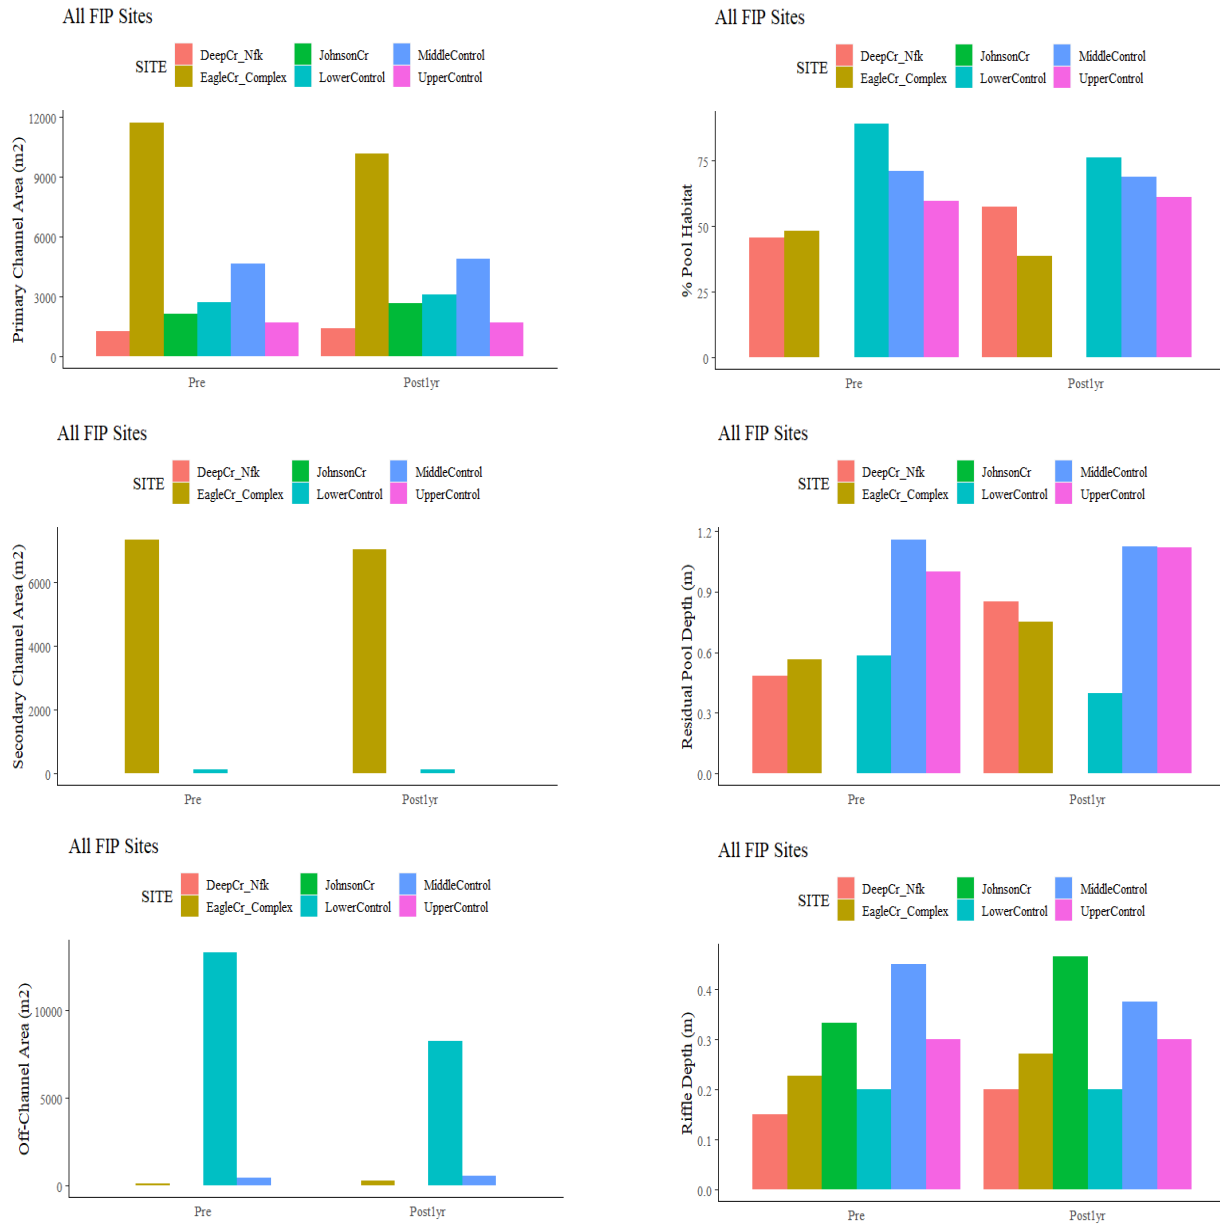 All FIP Sites
SITE DeepCr_Nfk JohnsonCr MiddleControl
EagleCr_Complex LowerControl UpperControl
Primary Channel Area (m2)
12000
9000
6000
3000
0
Pre Post1yr
All FIP Sites
SITE DeepCr_Nfk JohnsonCr MiddleControl
EagleCr_Complex LowerControl UpperControl
% Pool Habitat
75
50
25
0
Pre Post1yr
All FIP Sites
SITE DeepCr_Nfk JohnsonCr MiddleControl
EagleCr_Complex LowerControl UpperControl
Secondary Channel Area (m2)
6000
4000
2000
0
Pre Post1yr
All FIP Sites
SITE DeepCr_Nfk JohnsonCr MiddleControl
EagleCr_Complex LowerControl UpperControl
Residual Pool Depth (m)
1.2
0.9
0.6
0.3
0.0
Pre Post1yr
All FIP Sites
SITE DeepCr_Nfk JohnsonCr MiddleControl
EagleCr_Complex LowerControl UpperControl
Off-Channel Area (m2)
10000
5000
0
Pre Post1yr
All FIP Sites
SITE DeepCr_Nfk JohnsonCr MiddleControl
EagleCr_Complex LowerControl UpperControl
Riffle Depth (m)
0.4
0.3
0.2
0.1
0.0
Pre Post1yr